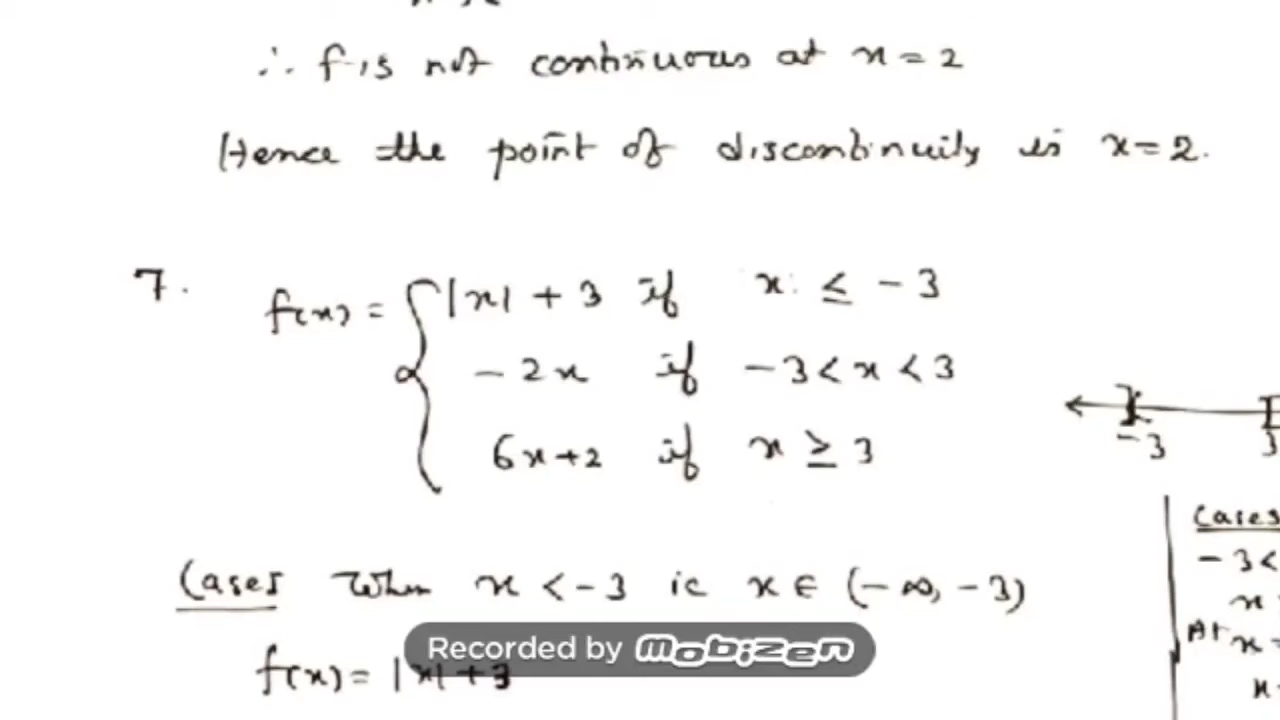 ∴ f is not continuous at x = 2
Hence the point of discontinuity is x = 2.
7.
f(x) = { |x| + 3 if x ≤ -3
-2x if -3 < x < 3
6x+2 if x ≥ 3
-3 3
Cases When x < -3 ie x ∈ (-∞, -3)
f(x) = |x| + 3
Cases
-3 <
x
At x =
x
Recorded by mobizen